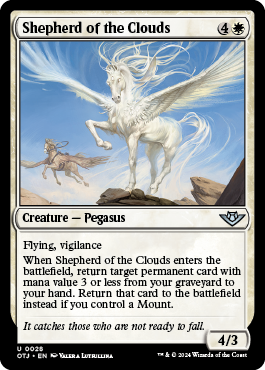 Shepherd of the Clouds 4
Creature — Pegasus
Flying, vigilance
When Shepherd of the Clouds enters the
battlefield, return target permanent card with
mana value 3 or less from your graveyard to
your hand. Return that card to the battlefield
instead if you control a Mount.
It catches those who are not ready to fall.
4/3
U 0028
OTJ • EN Valera Lutfullina
™ & © 2024 Wizards of the Coast